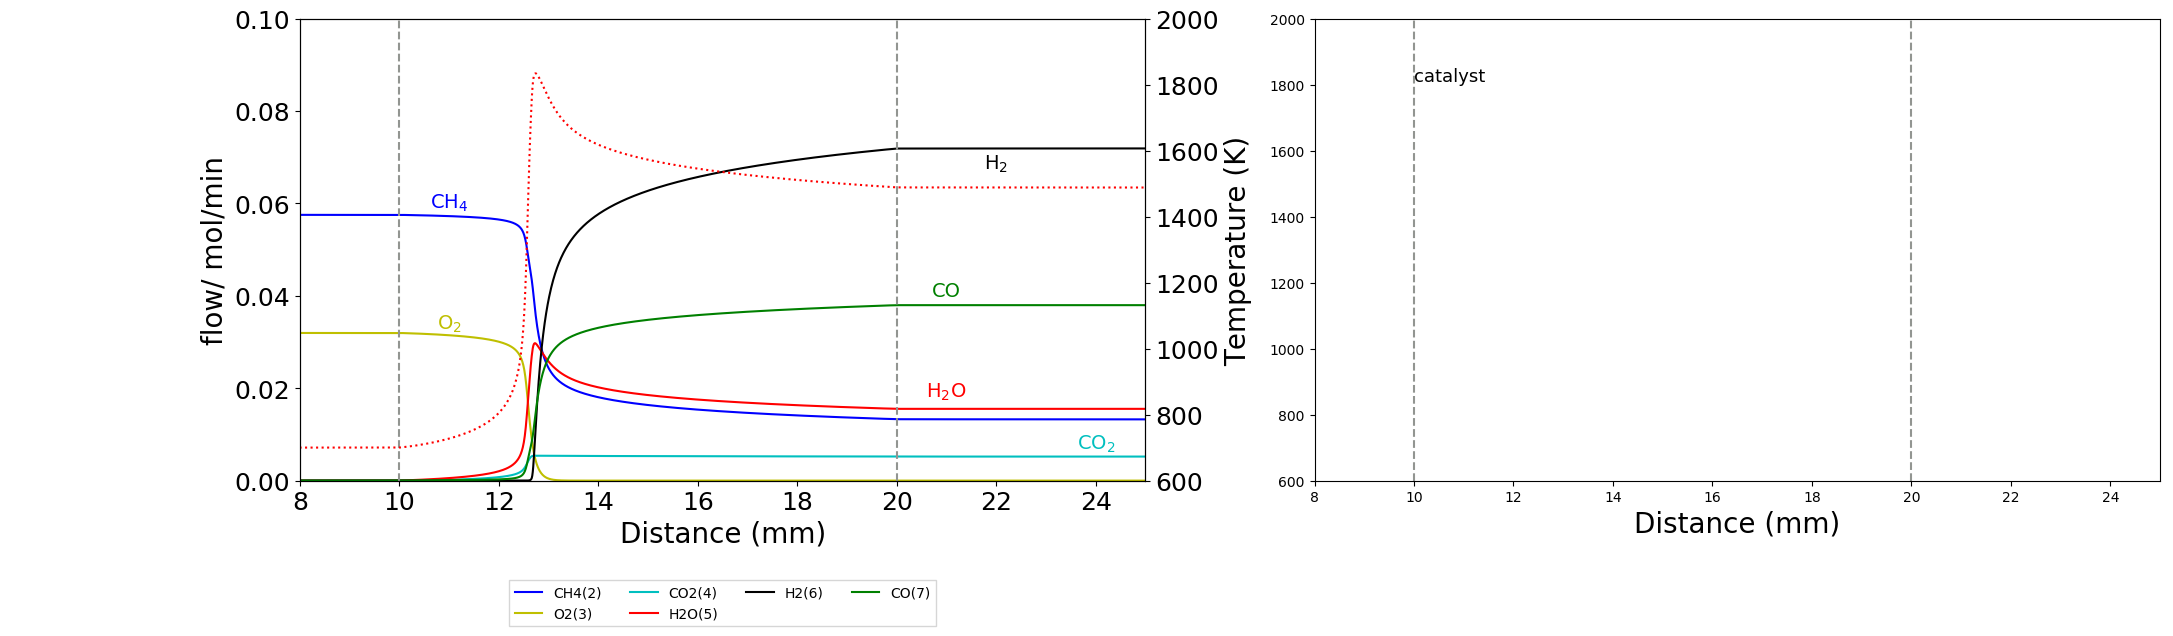 0.10
0.08
0.06
0.04
0.02
0.00
flow/ mol/min
8 10 12 14 16 18 20 22 24
Distance (mm)
2000
1800
1600
1400
1200
1000
800
600
Temperature (K)
CH₄
O₂
H₂
CO
H₂O
CO₂
CH4(2) CO2(4) H2(6) CO(7)
O2(3) H2O(5)
2000
1800
1600
1400
1200
1000
800
600
catalyst
8 10 12 14 16 18 20 22 24
Distance (mm)